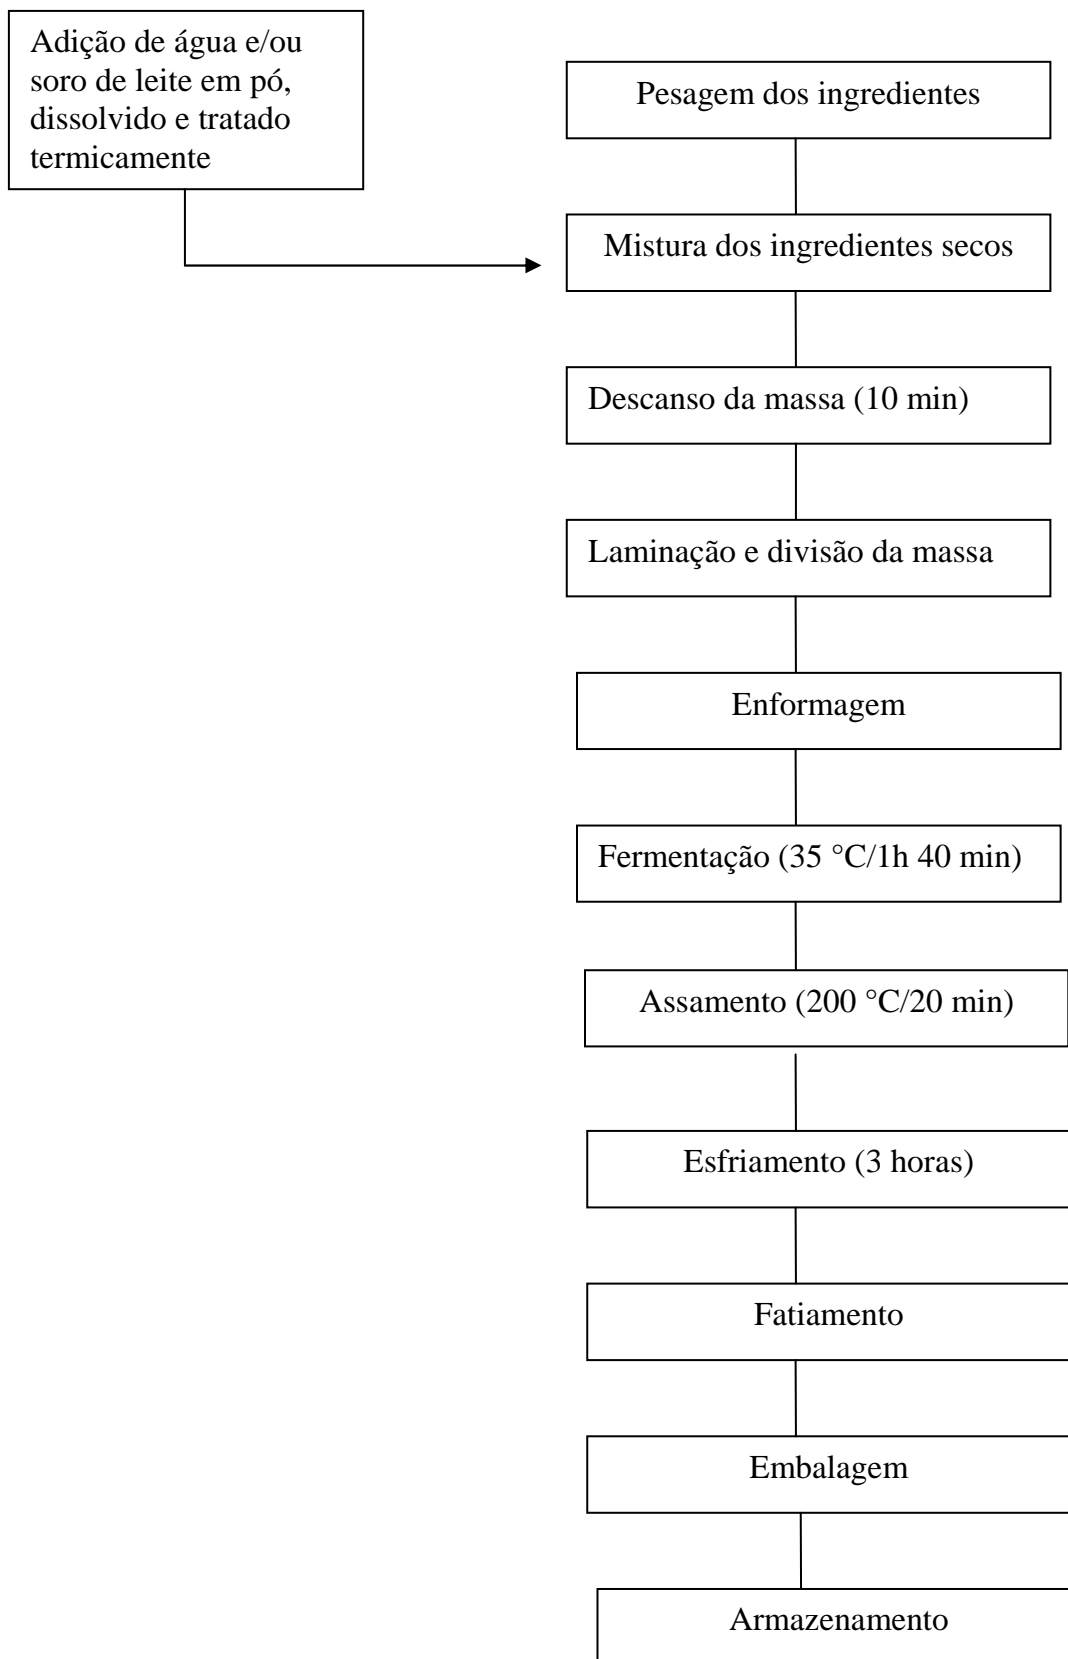 Adição de água e/ou
soro de leite em pó,
dissolvido e tratado
termicamente
Pesagem dos ingredientes
Mistura dos ingredientes secos
Descanso da massa (10 min)
Laminação e divisão da massa
Enformagem
Fermentação (35 °C/1h 40 min)
Assamento (200 °C/20 min)
Esfriamento (3 horas)
Fatiamento
Embalagem
Armazenamento